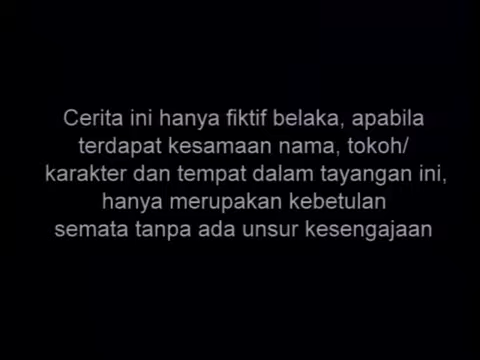 Cerita ini hanya fiktif belaka, apabila
terdapat kesamaan nama, tokoh/
karakter dan tempat dalam tayangan ini,
hanya merupakan kebetulan
semata tanpa ada unsur kesengajaan